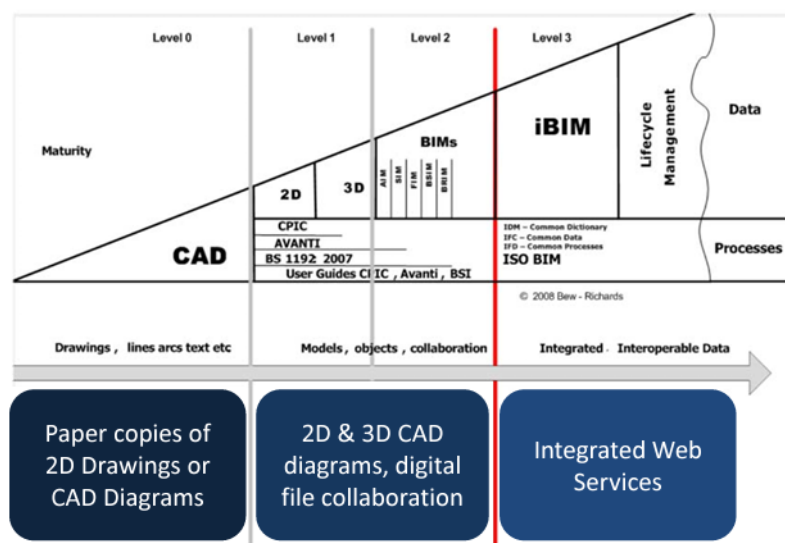 Level 0
Level 1
Level 2
Level 3
Maturity
CAD
2D
3D
BIMs
AIM
SIM
FIM
BSIM
BRIM
iBIM
Lifecycle
Management
Data
Processes
CPIC
AVANTI
BS 1192 2007
User Guides CPIC , Avanti , BSI
IDM – Common Dictionary
IFC – Common Data
IFD – Common Processes
ISO BIM
© 2008 Bew - Richards
Drawings , lines arcs text etc
Models , objects , collaboration
Integrated - Interoperable Data
Paper copies of
2D Drawings or
CAD Diagrams
2D & 3D CAD
diagrams, digital
file collaboration
Integrated Web
Services